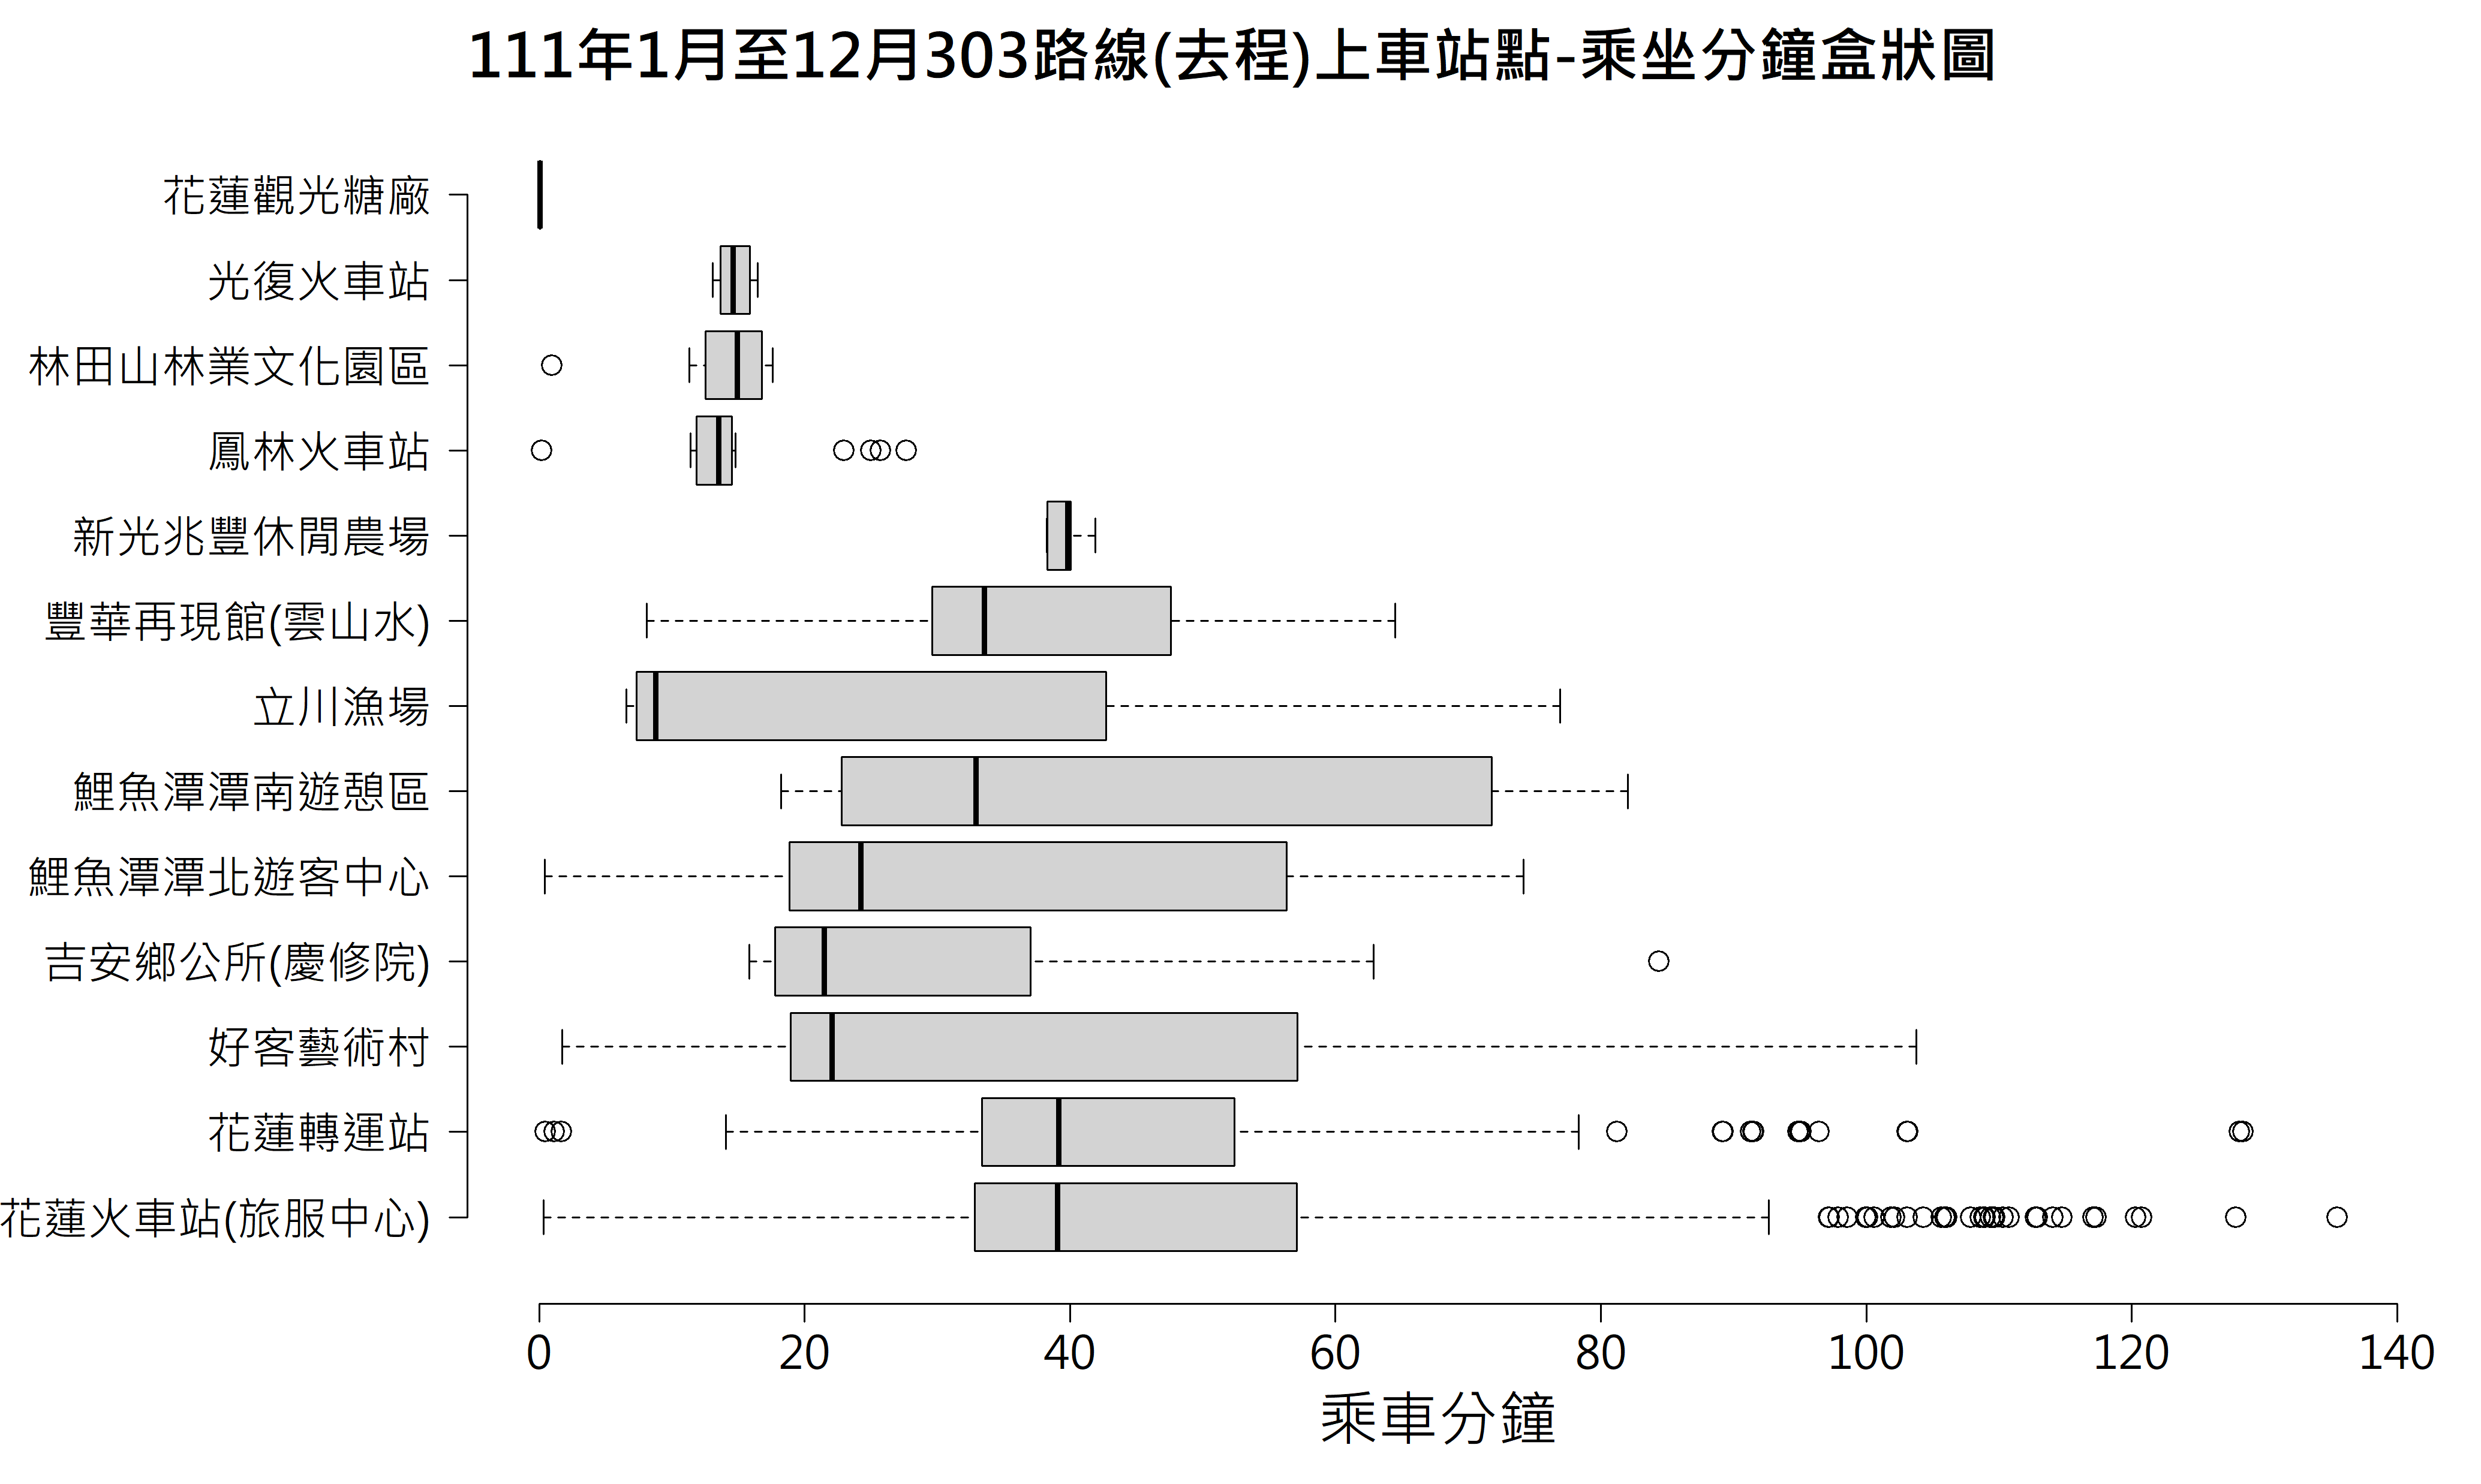 111年1月至12月303路線(去程)上車站點-乘坐分鐘盒狀圖
花蓮觀光糖廠
光復火車站
林田山林業文化園區
鳳林火車站
新光兆豐休閒農場
豐華再現館(雲山水)
立川漁場
鯉魚潭潭南遊憩區
鯉魚潭潭北遊客中心
吉安鄉公所(慶修院)
好客藝術村
花蓮轉運站
花蓮火車站(旅服中心)
0 20 40 60 80 100 120 140
乘車分鐘